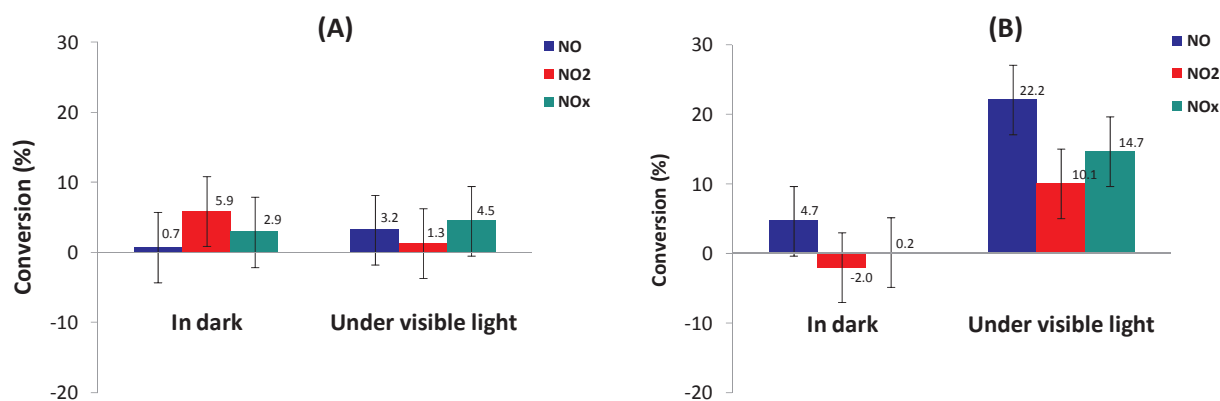 (A)
30
20
10
0
-10
-20
Conversion (%)
NO
NO2
NOx
0.7
5.9
2.9
3.2
1.3
4.5
In dark
Under visible light
(B)
30
20
10
0
-10
-20
Conversion (%)
NO
NO2
NOx
4.7
-2.0
0.2
22.2
10.1
14.7
In dark
Under visible light